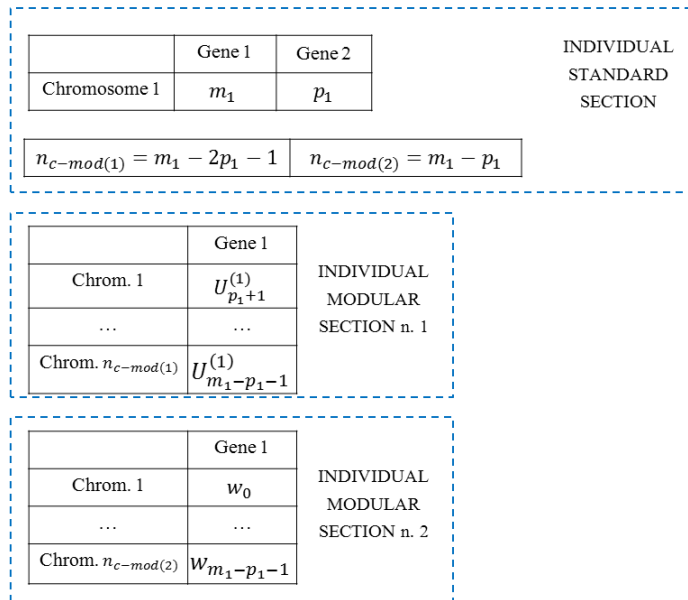 Gene 1 Gene 2
Chromosome 1 m₁ p₁
INDIVIDUAL
STANDARD
SECTION
n_{c−mod(1)} = m₁ − 2p₁ − 1 n_{c−mod(2)} = m₁ − p₁
Gene 1
Chrom. 1 U^{(1)}_{p₁+1}
... ...
Chrom. n_{c−mod(1)} U^{(1)}_{m₁−p₁−1}
INDIVIDUAL
MODULAR
SECTION n. 1
Gene 1
Chrom. 1 w₀
... ...
Chrom. n_{c−mod(2)} w_{m₁−p₁−1}
INDIVIDUAL
MODULAR
SECTION n. 2